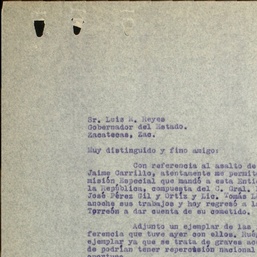 Sr. Luis R. Reyes
Gobernador del Estado.
Zacatecas, Zac.
Muy distinguido y fino amigo:
Con referencia al asalto de
Jaime Carrillo, atentamente me permit
misión Especial que mandó a esta Enti
la República, compuesta del C. Gral.
José Pérez Gil y Ortiz y Lic. Tomás L
anoche sus trabajos y hoy regresó a l
Torreón a dar cuenta de su cometido.
Adjunto un ejemplar de las
ferencia que tuve ayer con ellos,
ejemplar ya que se trata de graves ac
de podrían tener repercusión nacional